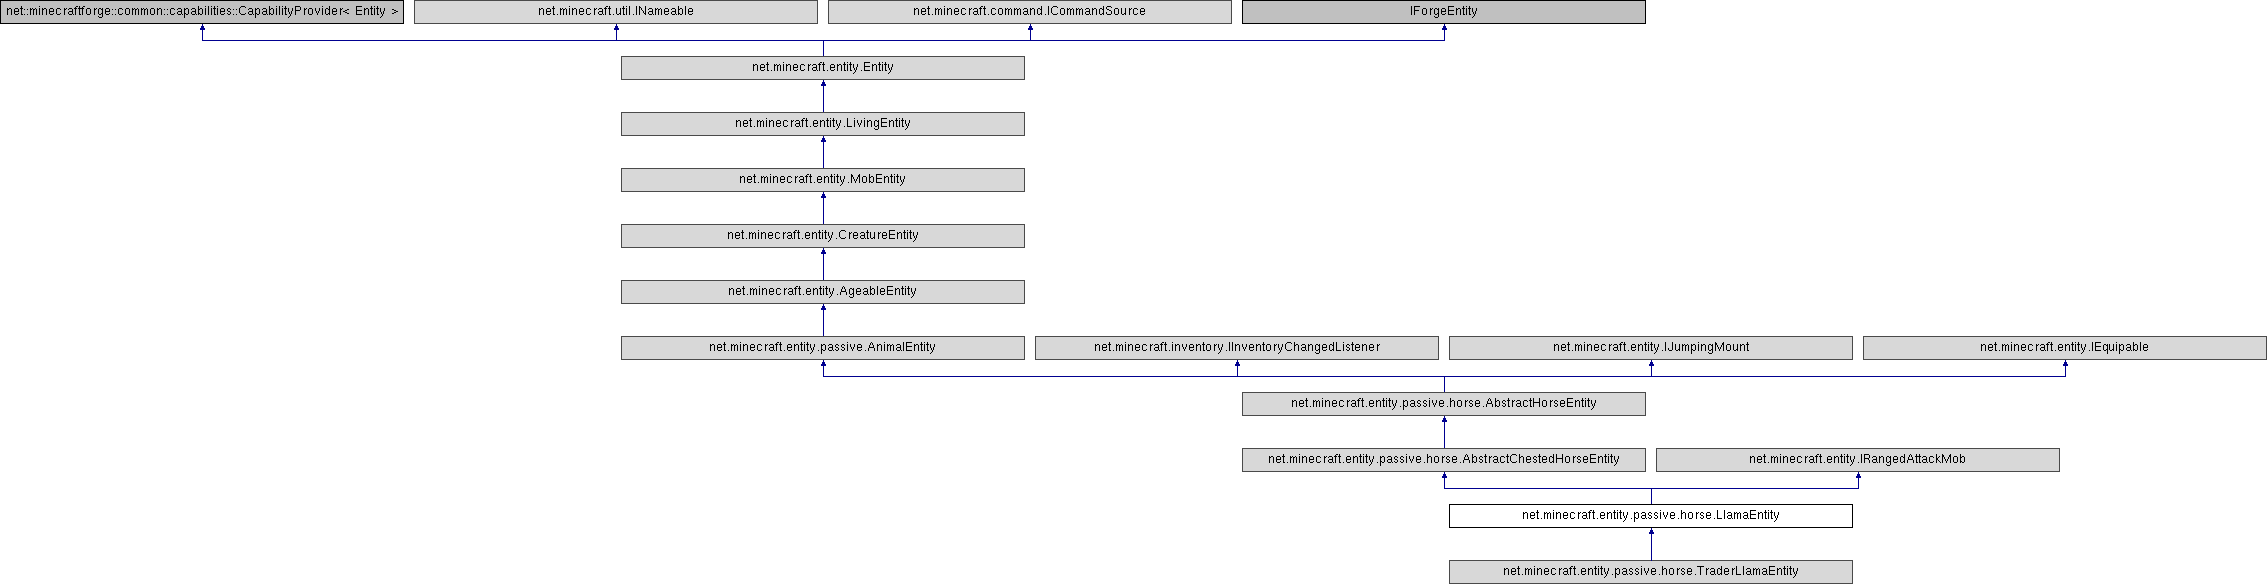 net::minecraftforge::common::capabilities::CapabilityProvider< Entity >
net.minecraft.util.INameable
net.minecraft.command.ICommandSource
IForgeEntity
net.minecraft.entity.Entity
net.minecraft.entity.LivingEntity
net.minecraft.entity.MobEntity
net.minecraft.entity.CreatureEntity
net.minecraft.entity.AgeableEntity
net.minecraft.entity.passive.AnimalEntity
net.minecraft.inventory.IInventoryChangedListener
net.minecraft.entity.IJumpingMount
net.minecraft.entity.IEquipable
net.minecraft.entity.passive.horse.AbstractHorseEntity
net.minecraft.entity.passive.horse.AbstractChestedHorseEntity
net.minecraft.entity.IRangedAttackMob
net.minecraft.entity.passive.horse.LlamaEntity
net.minecraft.entity.passive.horse.TraderLlamaEntity